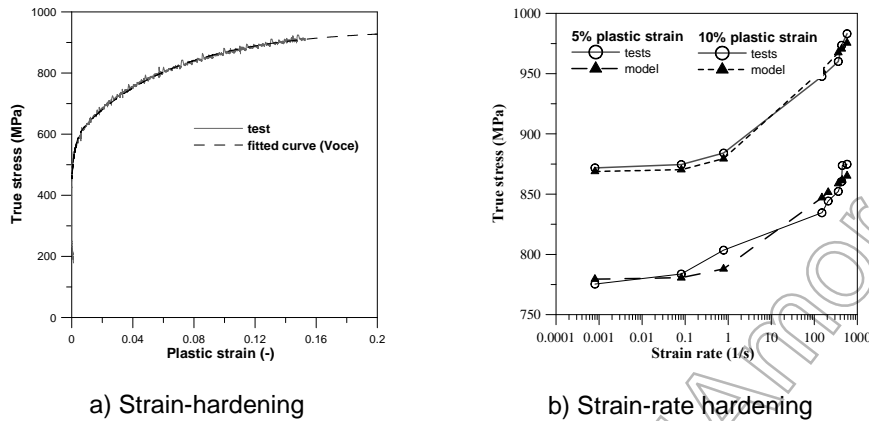 1000
800
600
400
200
0
True stress (MPa)
test
fitted curve (Voce)
0 0.04 0.08 0.12 0.16 0.2
Plastic strain (-)
a) Strain-hardening
1000
950
900
850
800
750
True stress (MPa)
5% plastic strain 10% plastic strain
tests tests
model model
0.0001 0.001 0.01 0.1 1 10 100 1000
Strain rate (1/s)
b) Strain-rate hardening
Amor